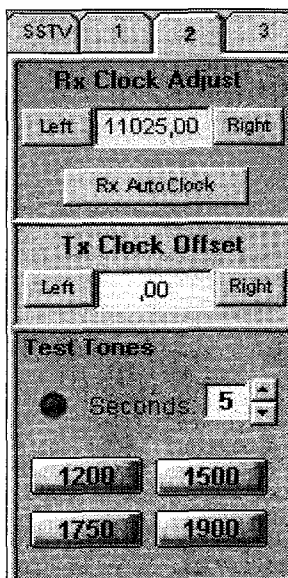 SSTV 1 2 3
Rx Clock Adjust
Left 11025,00 Right
Rx AutoClock
Tx Clock Offset
Left ,00 Right
Test Tones
Seconds: 5
1200 1500
1750 1900